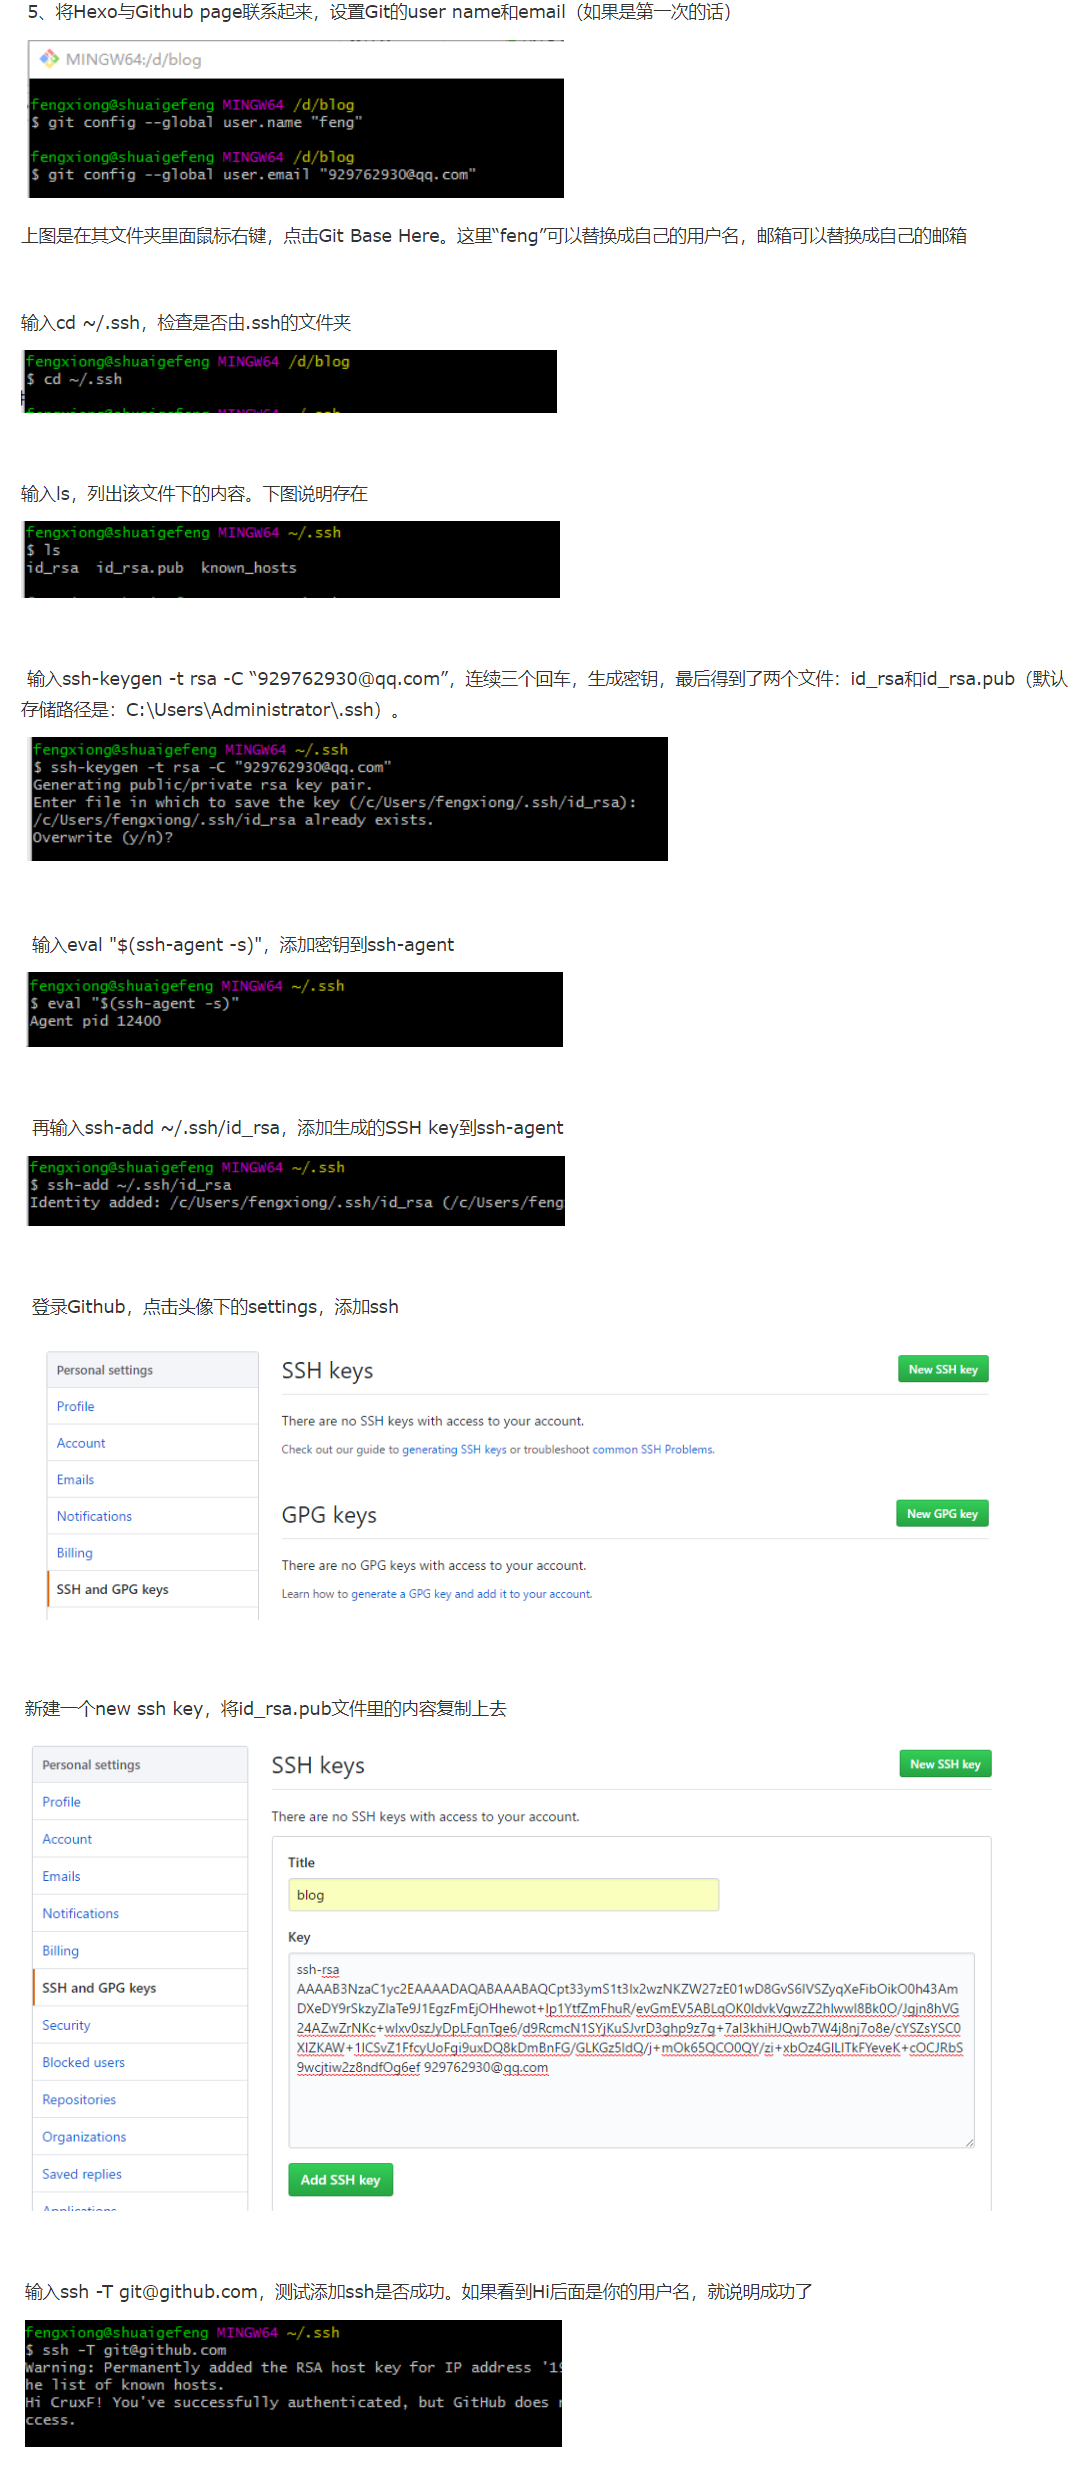 5、将Hexo与Github page联系起来，设置Git的user name和email（如果是第一次的话）
MINGW64:/d/blog
fengxiong@shuaigefeng MINGW64 /d/blog
$ git config --global user.name "feng"
fengxiong@shuaigefeng MINGW64 /d/blog
$ git config --global user.email "929762930@qq.com"
上图是在其文件夹里面鼠标右键，点击Git Base Here。这里“feng”可以替换成自己的用户名，邮箱可以替换成自己的邮箱
输入cd ~/.ssh，检查是否由.ssh的文件夹
fengxiong@shuaigefeng MINGW64 /d/blog
$ cd ~/.ssh
输入ls，列出该文件下的内容。下图说明存在
fengxiong@shuaigefeng MINGW64 ~/.ssh
$ ls
id_rsa  id_rsa.pub  known_hosts
输入ssh-keygen -t rsa -C “929762930@qq.com”，连续三个回车，生成密钥，最后得到了两个文件：id_rsa和id_rsa.pub（默认
存储路径是：C:\Users\Administrator\.ssh）。
fengxiong@shuaigefeng MINGW64 ~/.ssh
$ ssh-keygen -t rsa -C "929762930@qq.com"
Generating public/private rsa key pair.
Enter file in which to save the key (/c/Users/fengxiong/.ssh/id_rsa):
/c/Users/fengxiong/.ssh/id_rsa already exists.
Overwrite (y/n)?
输入eval "$(ssh-agent -s)"，添加密钥到ssh-agent
fengxiong@shuaigefeng MINGW64 ~/.ssh
$ eval "$(ssh-agent -s)"
Agent pid 12400
再输入ssh-add ~/.ssh/id_rsa，添加生成的SSH key到ssh-agent
fengxiong@shuaigefeng MINGW64 ~/.ssh
$ ssh-add ~/.ssh/id_rsa
Identity added: /c/Users/fengxiong/.ssh/id_rsa (/c/Users/feng
登录Github，点击头像下的settings，添加ssh
Personal settings
Profile
Account
Emails
Notifications
Billing
SSH and GPG keys
SSH keys
New SSH key
There are no SSH keys with access to your account.
Check out our guide to generating SSH keys or troubleshoot common SSH Problems.
GPG keys
New GPG key
There are no GPG keys with access to your account.
Learn how to generate a GPG key and add it to your account.
新建一个new ssh key，将id_rsa.pub文件里的内容复制上去
Personal settings
Profile
Account
Emails
Notifications
Billing
SSH and GPG keys
Security
Blocked users
Repositories
Organizations
Saved replies
Applications
SSH keys
New SSH key
There are no SSH keys with access to your account.
Title
blog
Key
ssh-rsa
AAAAB3NzaC1yc2EAAAADAQABAAABAQCpt33ymS1t3Ix2wzNKZW27zE01wD8GvS6IVSZyqXeFibOikO0h43Am
DXeDY9rSkzyZIaTe9J1EgzFmEjOHhewot+Ip1YtfZmFhuR/evGmEV5ABLqOK0IdvkVgwzZ2hlwwI8Bk0O/Jgjn8hVG
24AZwZrNKc+wlxv0szJyDpLFqnTge6/d9RcmcN1SYjKuSJvrD3ghp9z7g+7aI3khiHJQwb7W4j8nj7o8e/cYSZsYSC0
XIZKAW+1ICSvZ1FfcyUoFgi9uxDQ8kDmBnFG/GLKGz5IdQ/j+mOk65QCO0QY/zi+xbOz4GILITkFYeveK+cOCJRbS
9wcjtiw2z8ndfOg6ef 929762930@qq.com
Add SSH key
输入ssh -T git@github.com，测试添加ssh是否成功。如果看到Hi后面是你的用户名，就说明成功了
fengxiong@shuaigefeng MINGW64 ~/.ssh
$ ssh -T git@github.com
Warning: Permanently added the RSA host key for IP address '19
he list of known hosts.
Hi CruxF! You've successfully authenticated, but GitHub does
ccess.